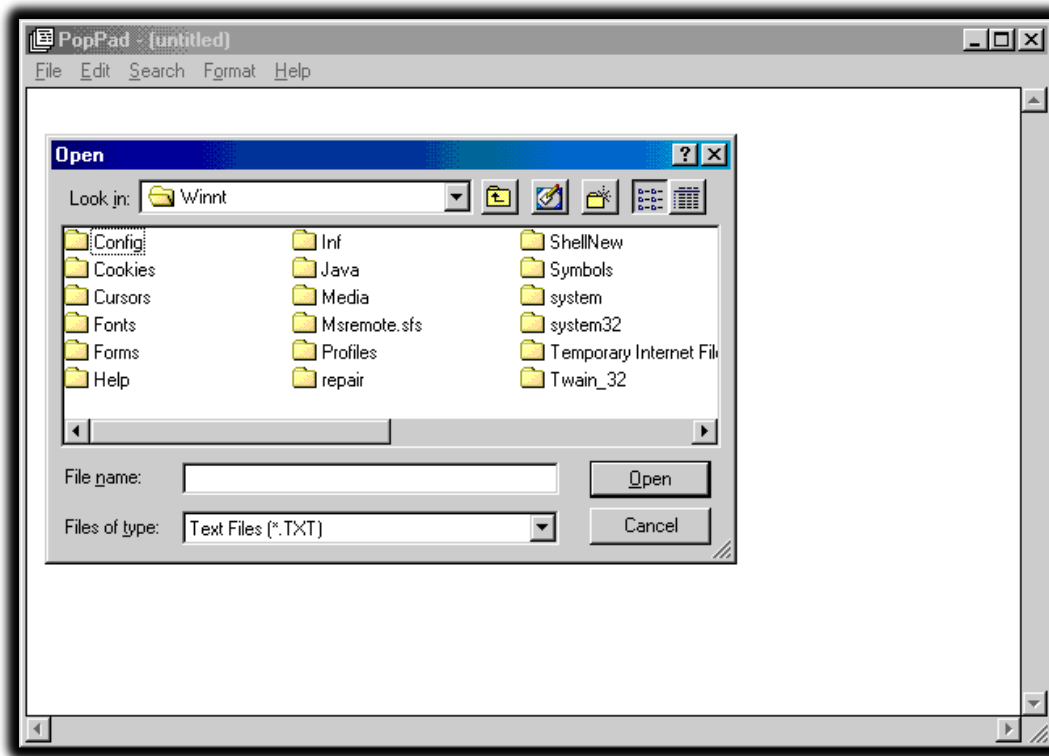 PopPad - (untitled)
File Edit Search Format Help
Open
Look in: Winnt
Config Inf ShellNew
Cookies Java Symbols
Cursors Media system
Fonts Msremote.sfs system32
Forms Profiles Temporary Internet File
Help repair Twain_32
File name: Open
Files of type: Text Files (*.TXT) Cancel